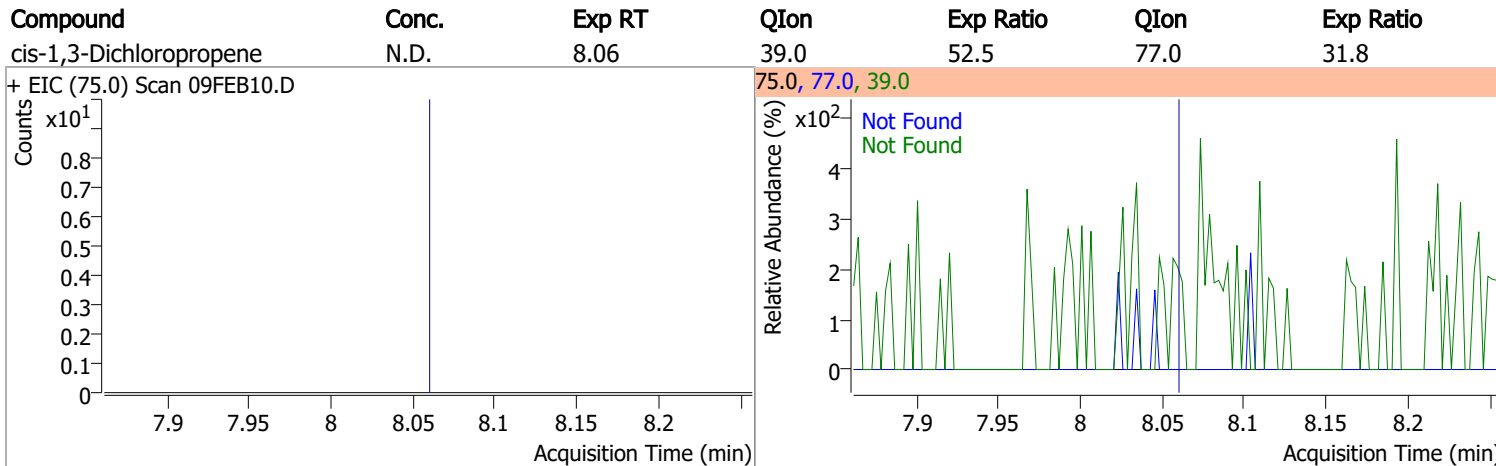 Compound Conc. Exp RT QIon Exp Ratio QIon Exp Ratio
cis-1,3-Dichloropropene N.D. 8.06 39.0 52.5 77.0 31.8
+ EIC (75.0) Scan 09FEB10.D
Counts
x10¹
0.8
0.7
0.6
0.5
0.4
0.3
0.2
0.1
0
7.9 7.95 8 8.05 8.1 8.15 8.2
Acquisition Time (min)
75.0, 77.0, 39.0
Relative Abundance (%)
x10²
Not Found
Not Found
4
3
2
1
0
7.9 7.95 8 8.05 8.1 8.15 8.2
Acquisition Time (min)